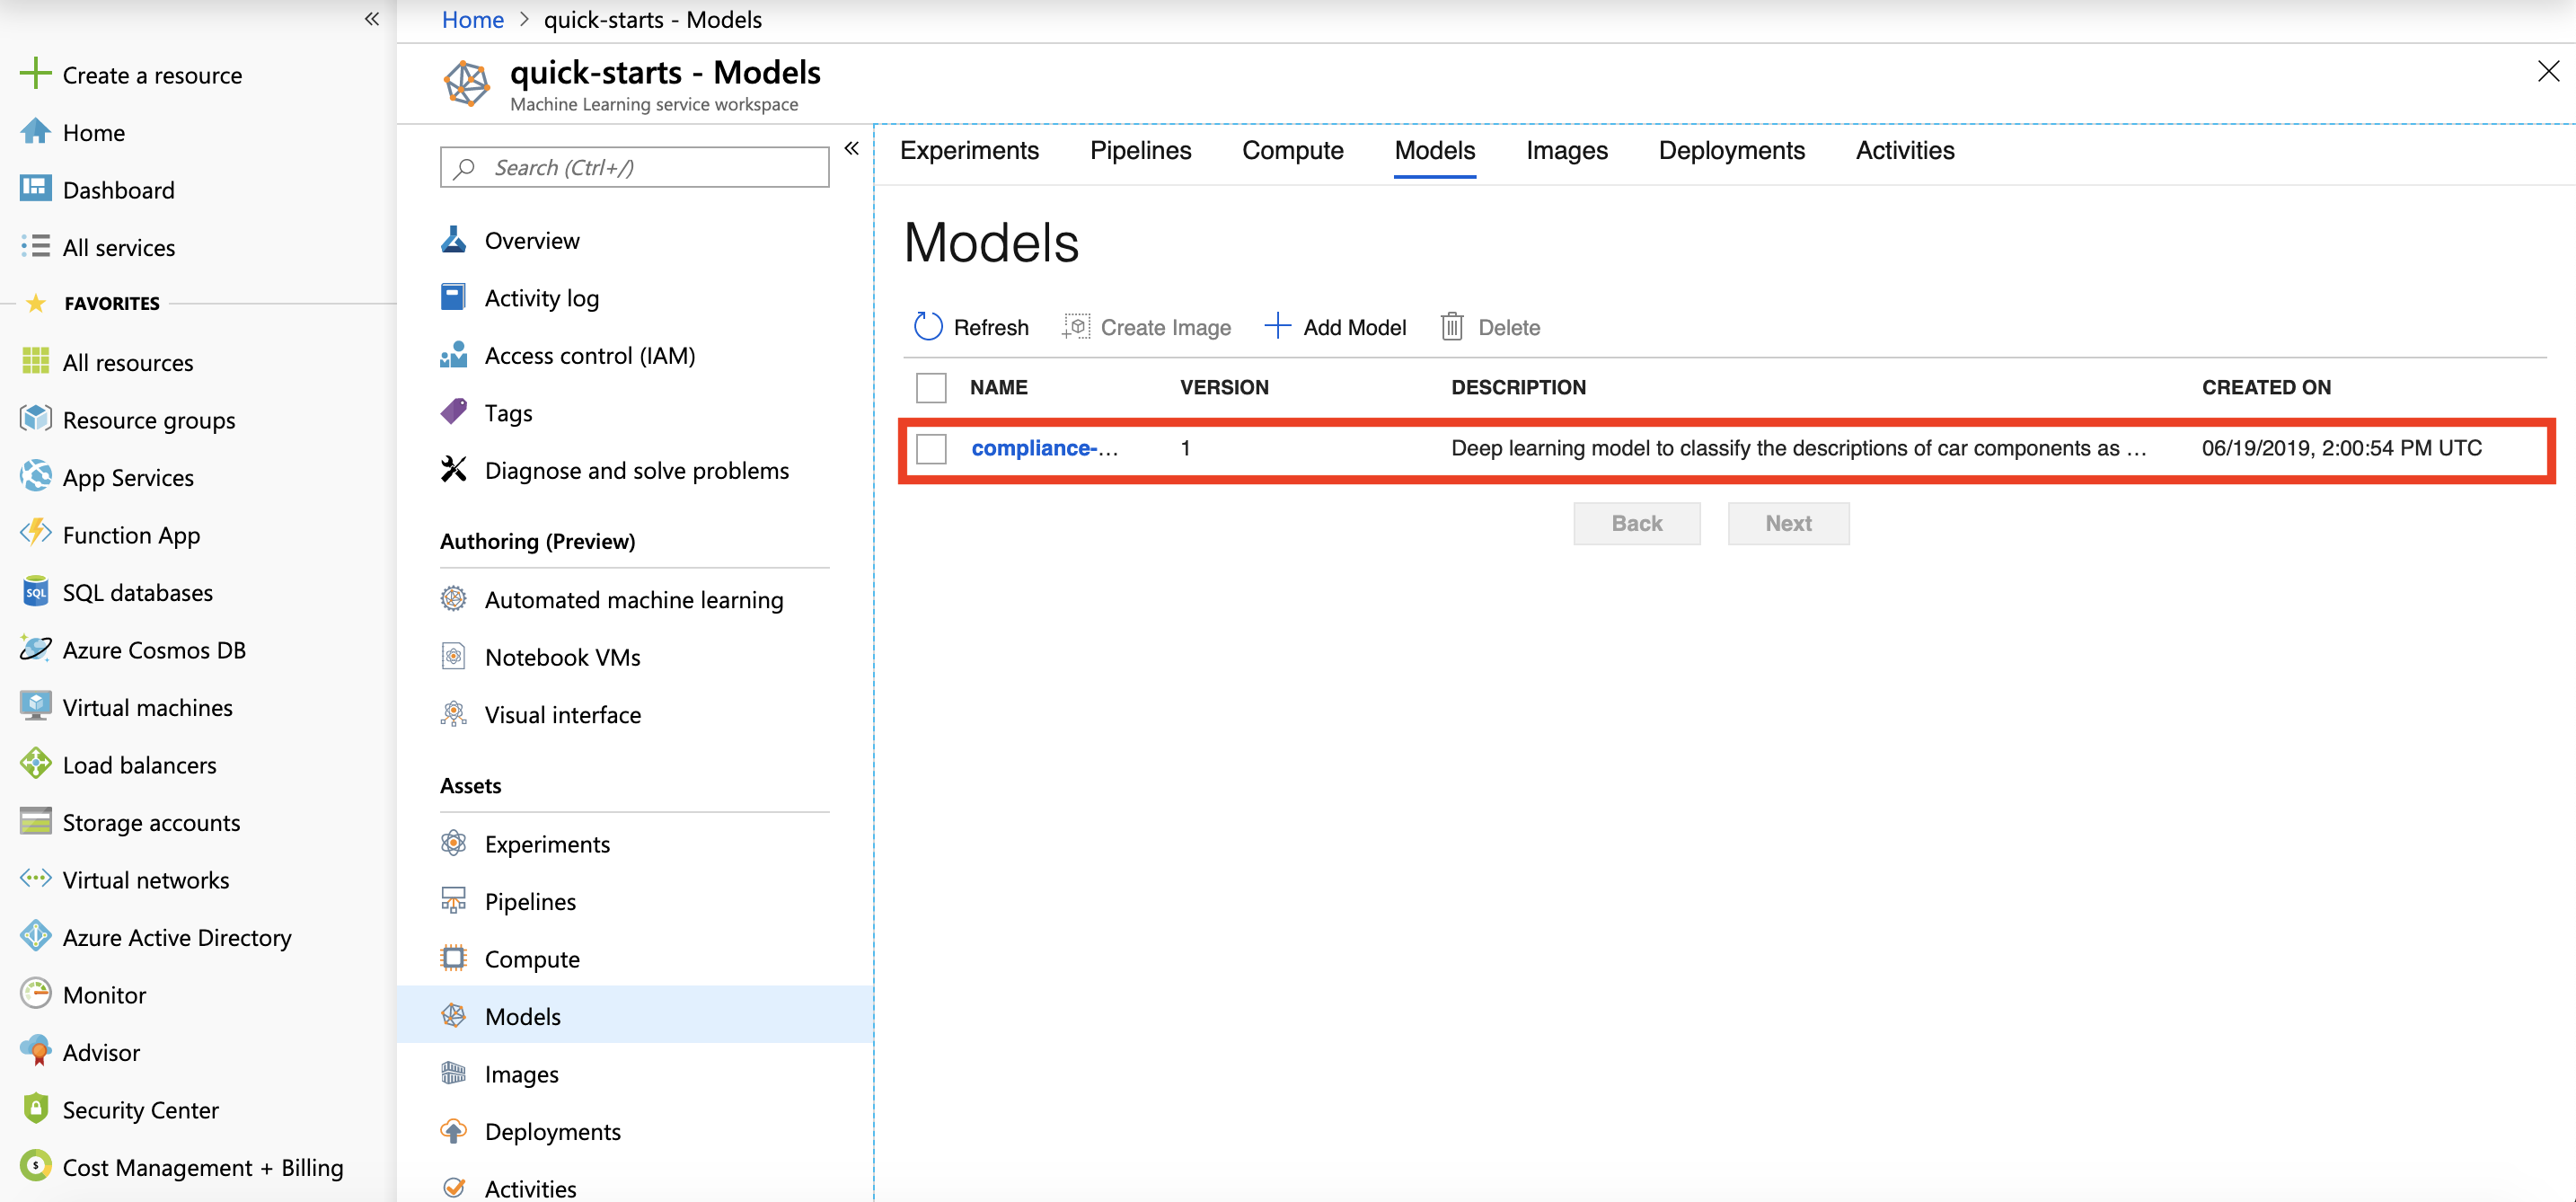 Home > quick-starts - Models
quick-starts - Models
Machine Learning service workspace
Create a resource
Home
Dashboard
All services
FAVORITES
All resources
Resource groups
App Services
Function App
SQL databases
Azure Cosmos DB
Virtual machines
Load balancers
Storage accounts
Virtual networks
Azure Active Directory
Monitor
Advisor
Security Center
Cost Management + Billing
Search (Ctrl+/)
Overview
Activity log
Access control (IAM)
Tags
Diagnose and solve problems
Authoring (Preview)
Automated machine learning
Notebook VMs
Visual interface
Assets
Experiments
Pipelines
Compute
Models
Images
Deployments
Activities
Experiments Pipelines Compute Models Images Deployments Activities
Models
Refresh Create Image Add Model Delete
NAME VERSION DESCRIPTION CREATED ON
compliance-... 1 Deep learning model to classify the descriptions of car components as ... 06/19/2019, 2:00:54 PM UTC
Back Next